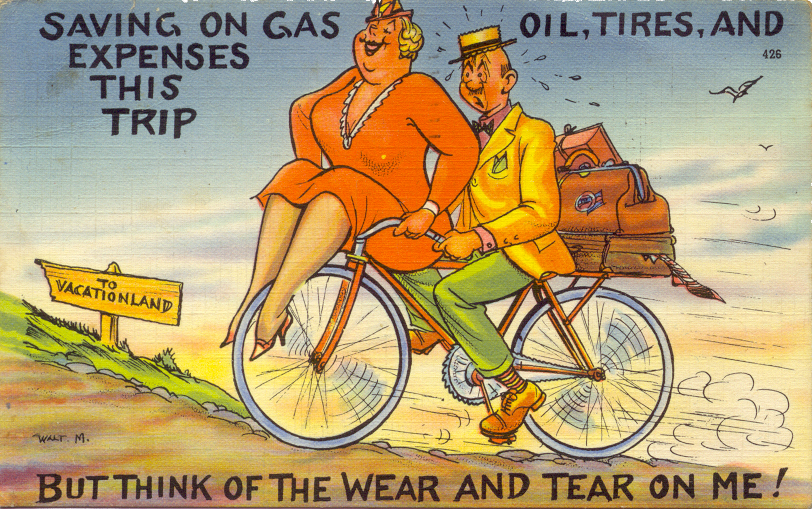 SAVING ON GAS
OIL, TIRES, AND
EXPENSES
THIS
TRIP
426
TO
VACATIONLAND
WALT M.
BUT THINK OF THE WEAR AND TEAR ON ME!